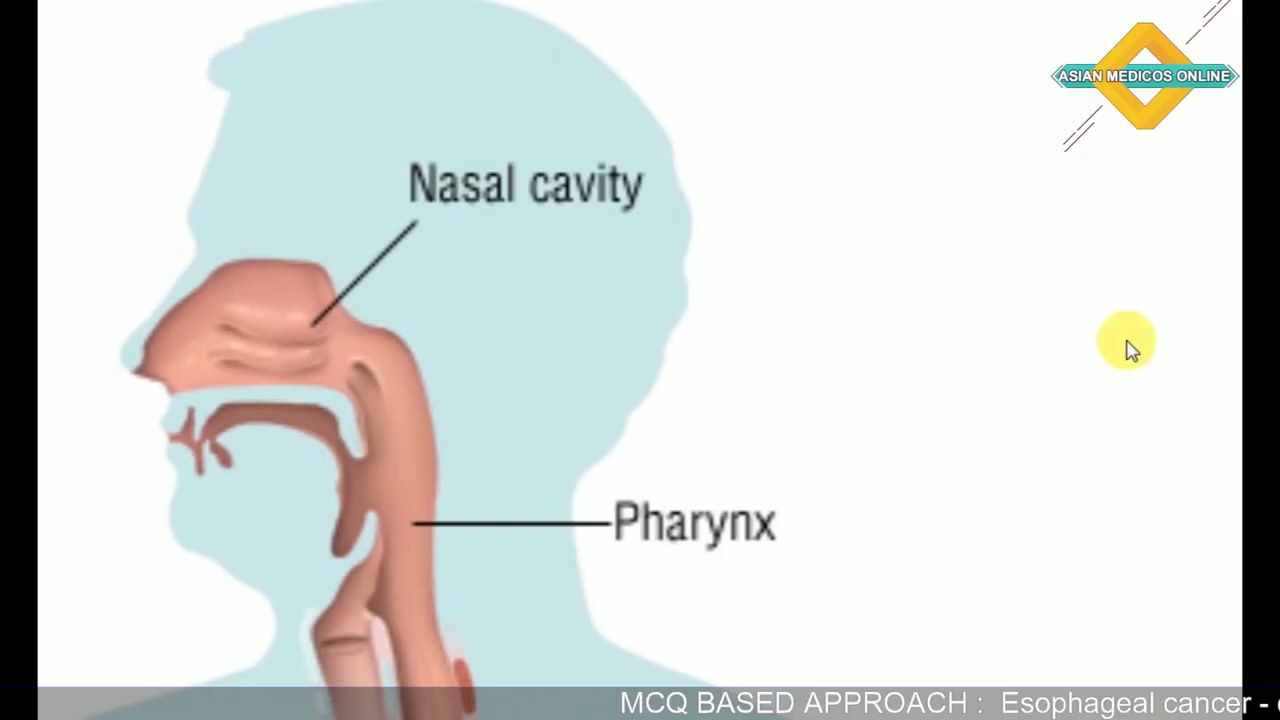 ASIAN MEDICOS ONLINE
Nasal cavity
Pharynx
MCQ BASED APPROACH : Esophageal cancer -